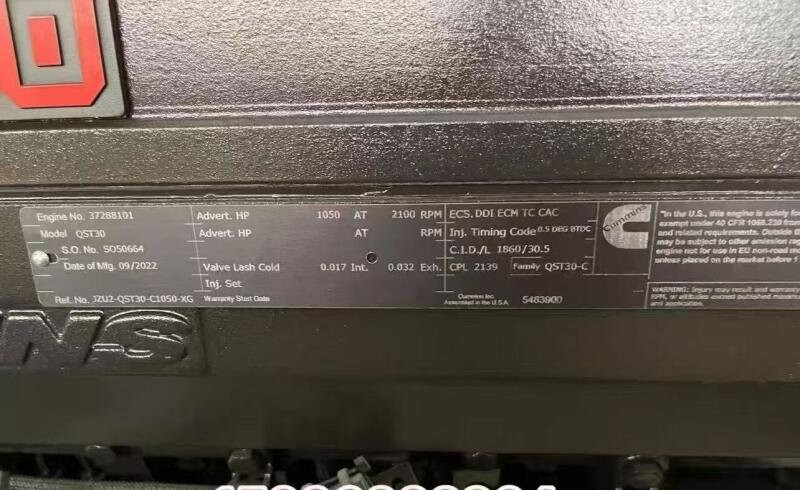 Engine No. 37288101
Model QST30
S.O. No. SO50664
Date of Mfg. 09/2022
Ref. No. JZU2-QST30-C1050-XG
Advert. HP 1050 AT 2100 RPM
Advert. HP AT RPM
Valve Lash Cold 0.017 Int. 0.032 Exh.
Inj. Set
Warranty Start Date
ECS. DDI ECM TC CAC
Inj. Timing Code 0.5 DEG BTDC
C.I.D./L 1860/30.5
CPL 2139 Family QST30-C
Cummins Inc.
Assembled in the U.S.A. 5483900
Cummins
"In the U.S., this engine is solely fo
exempt under 40 CFR 1068.230 from
and related requirements. Outside th
may be subject to other emission reg
engine not for use in EU non-road m
unless placed on the market before 1
WARNING: Injury may result and warranty
RPM, or altitudes exceed published maximum
and application.
NS